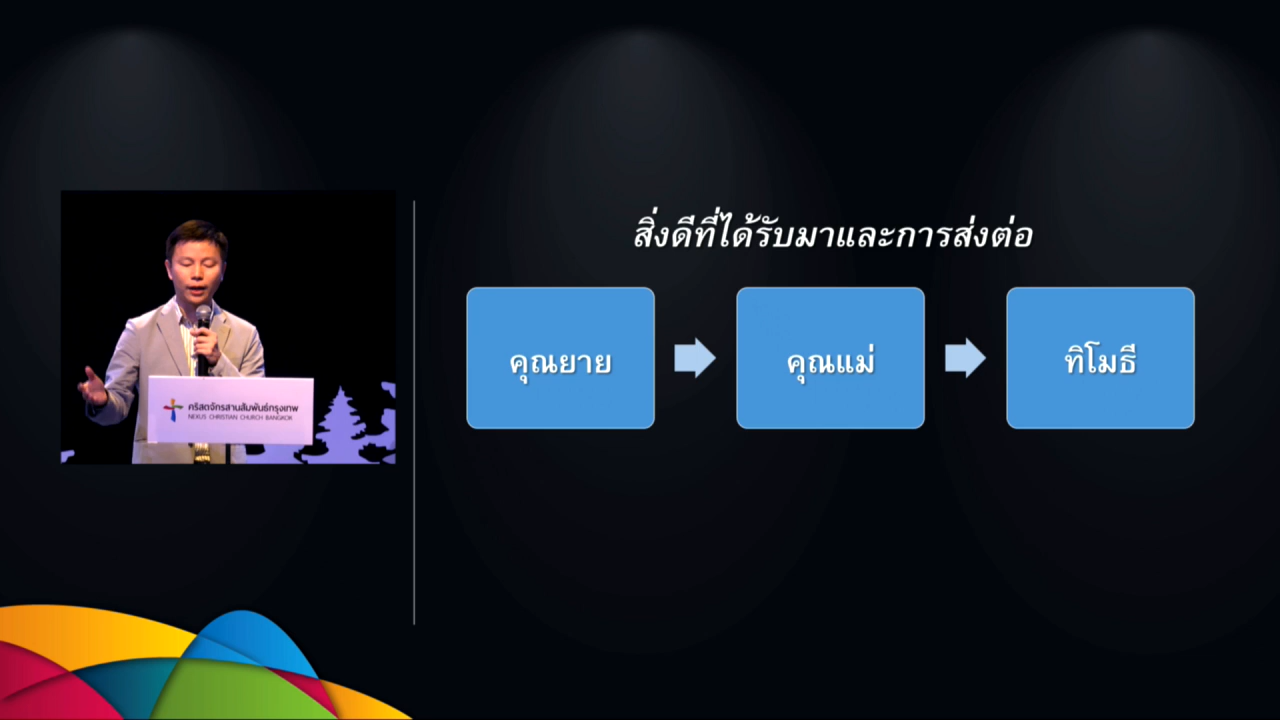 สิ่งดีที่ได้รับมาและการส่งต่อ
คุณยาย
คุณแม่
ทิโมธี
คริสตจักรสานสัมพันธ์กรุงเทพ
NEXUS CHRISTIAN CHURCH BANGKOK